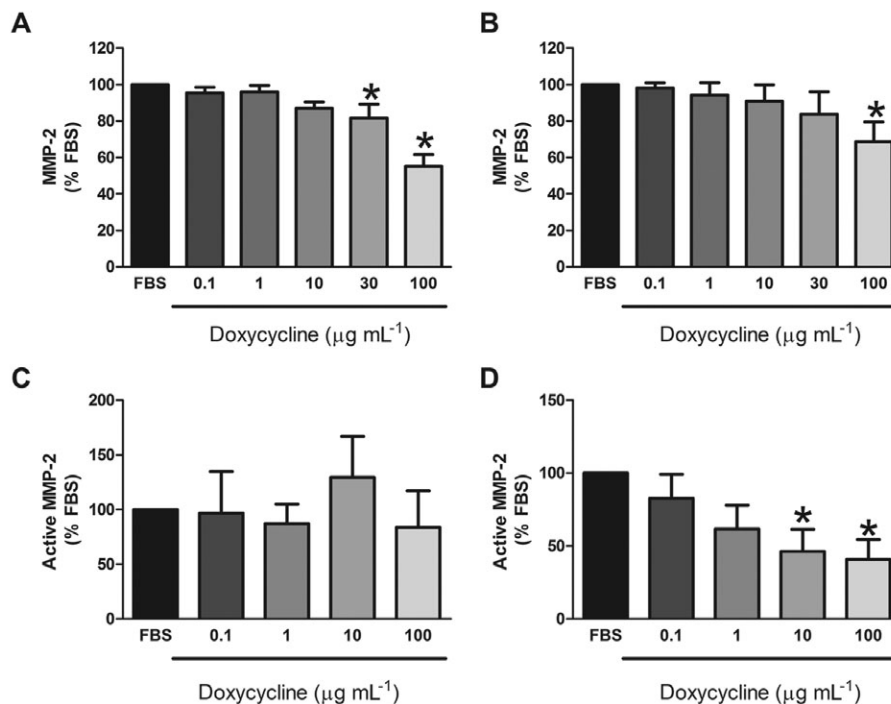 A
120
100
80
60
40
20
0
MMP-2
(% FBS)
*
*
FBS 0.1 1 10 30 100
Doxycycline (μg mL⁻¹)
B
120
100
80
60
40
20
0
MMP-2
(% FBS)
*
FBS 0.1 1 10 30 100
Doxycycline (μg mL⁻¹)
C
200
150
100
50
0
Active MMP-2
(% FBS)
FBS 0.1 1 10 100
Doxycycline (μg mL⁻¹)
D
150
100
50
0
Active MMP-2
(% FBS)
*
*
FBS 0.1 1 10 100
Doxycycline (μg mL⁻¹)